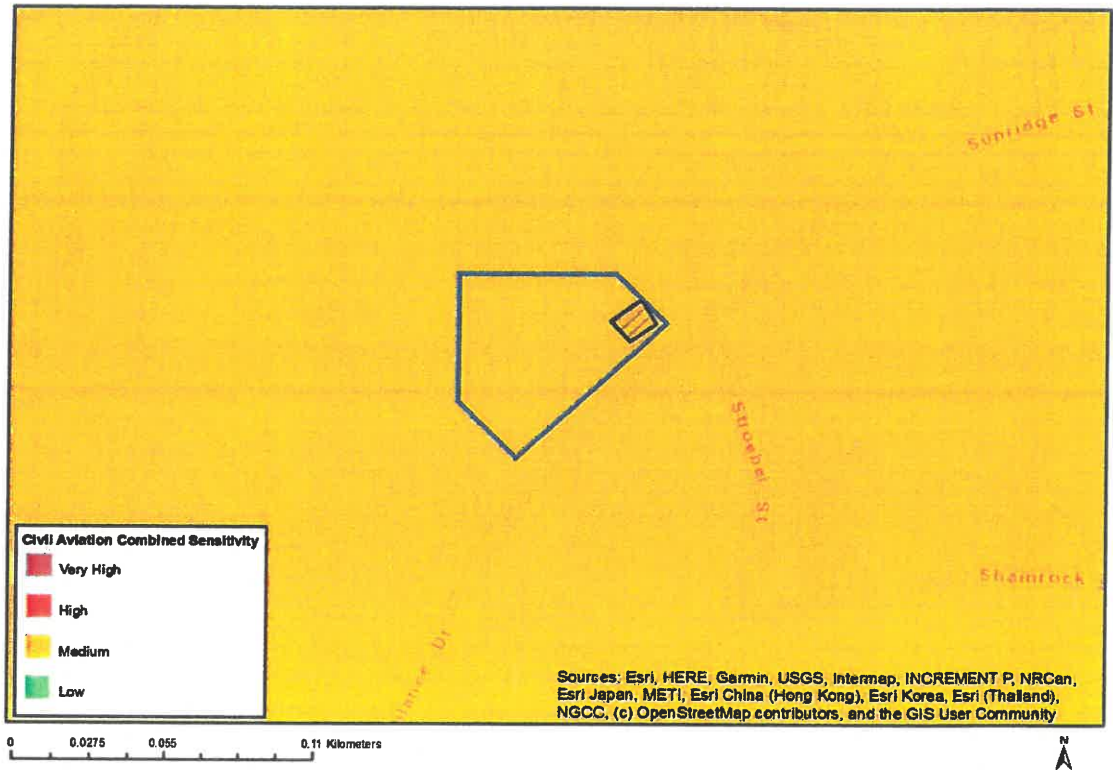 Sunridge St
Stroebel St
Shamrock
Dr
Civil Aviation Combined Sensitivity
Very High
High
Medium
Low
Sources: Esri, HERE, Garmin, USGS, Intermap, INCREMENT P, NRCan,
Esri Japan, METI, Esri China (Hong Kong), Esri Korea, Esri (Thailand),
NGCC, (c) OpenStreetMap contributors, and the GIS User Community
0 0.0275 0.055 0.11 Kilometers
N